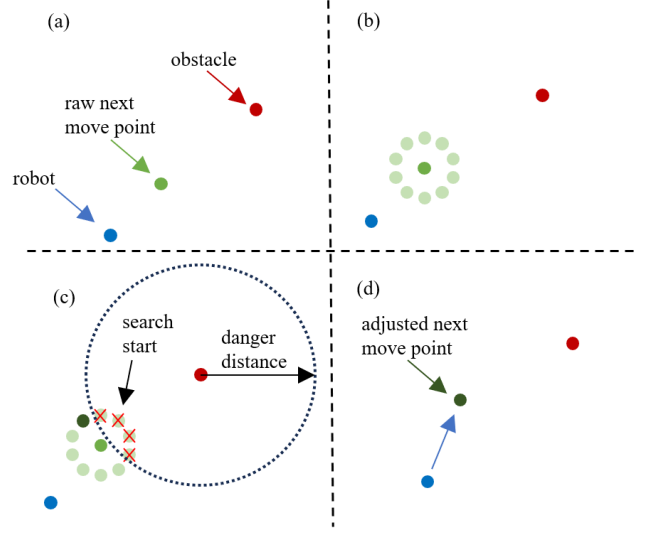 (a)
obstacle
raw next
move point
robot
(b)
(c)
search
start
danger
distance
(d)
adjusted next
move point